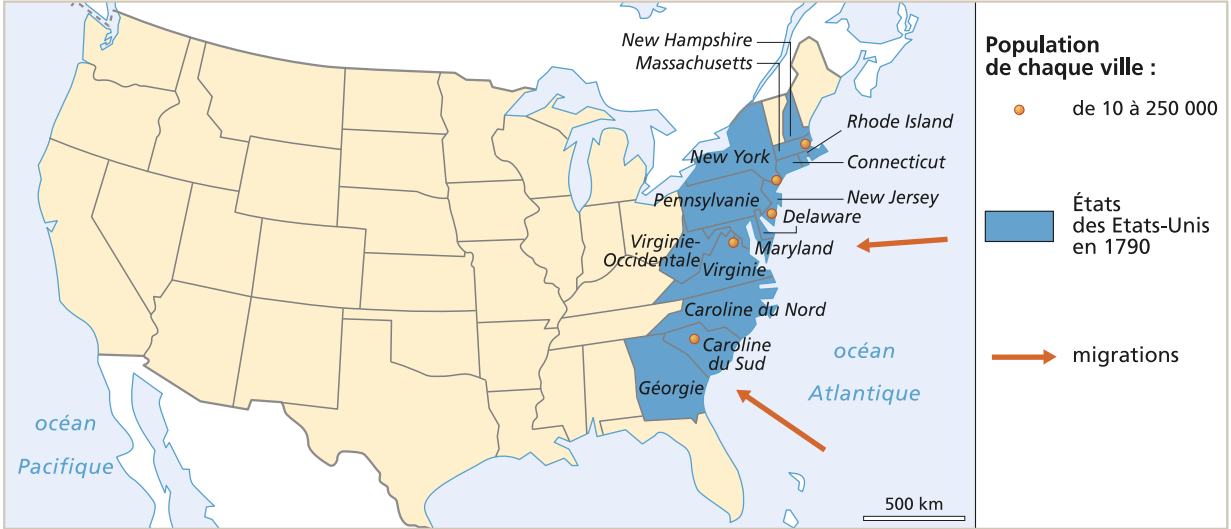 New Hampshire
Massachusetts
Rhode Island
New York
Connecticut
Pennsylvanie
New Jersey
Delaware
Virginie-
Occidentale
Maryland
Virginie
Caroline du Nord
Caroline
du Sud
Géorgie
océan
Atlantique
océan
Pacifique
500 km
Population
de chaque ville :
de 10 à 250 000
États
des Etats-Unis
en 1790
migrations